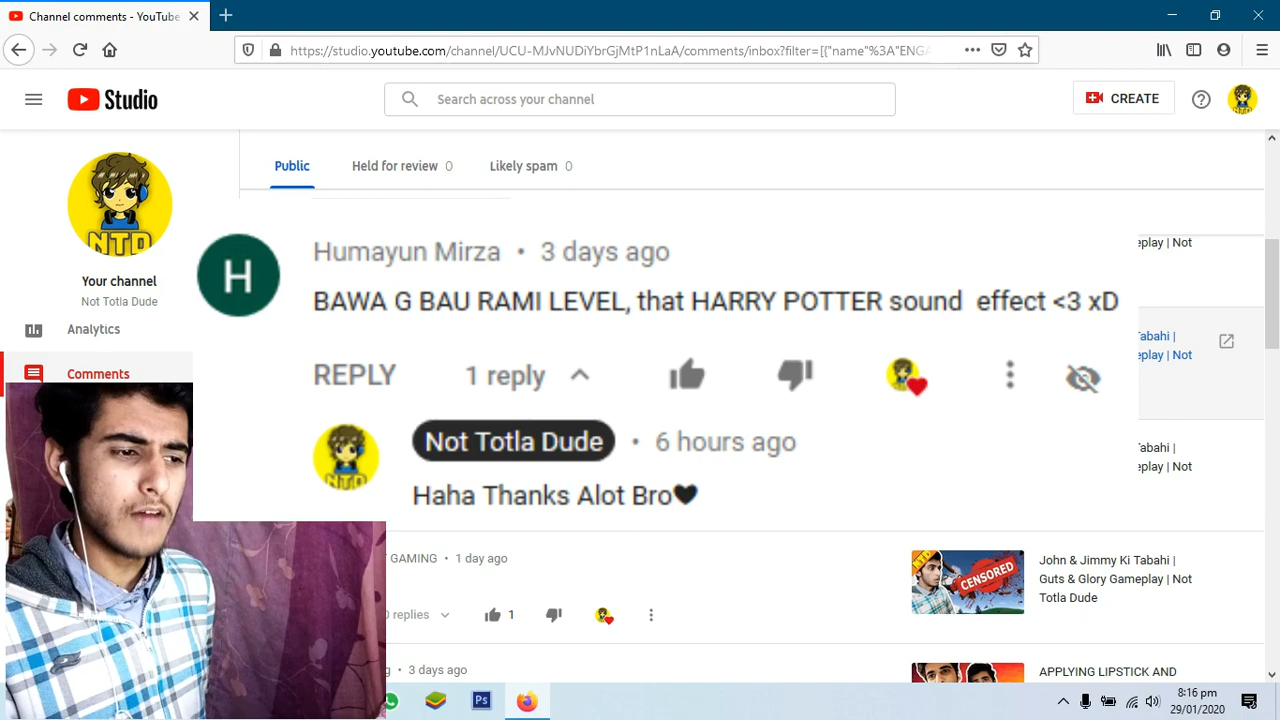 Channel comments - YouTube
https://studio.youtube.com/channel/UCU-MJvNUDiYbrGjMtP1nLaA/comments/inbox?filter=[{"name"%3A"ENGA
Studio
Search across your channel
CREATE
NTD
Your channel
Not Totla Dude
Analytics
Comments
Public
Held for review 0
Likely spam 0
Humayun Mirza • 3 days ago
H
BAWA G BAU RAMI LEVEL, that HARRY POTTER sound effect <3 xD
REPLY
1 reply
Not Totla Dude • 6 hours ago
NTD
Haha Thanks Alot Bro🖤
eplay | Not
Tabahi |
eplay | Not
Tabahi |
eplay | Not
GAMING • 1 day ago
0 replies
1
CENSORED
John & Jimmy Ki Tabahi |
Guts & Glory Gameplay | Not
Totla Dude
g • 3 days ago
APPLYING LIPSTICK AND
Ps
8:16 pm
29/01/2020